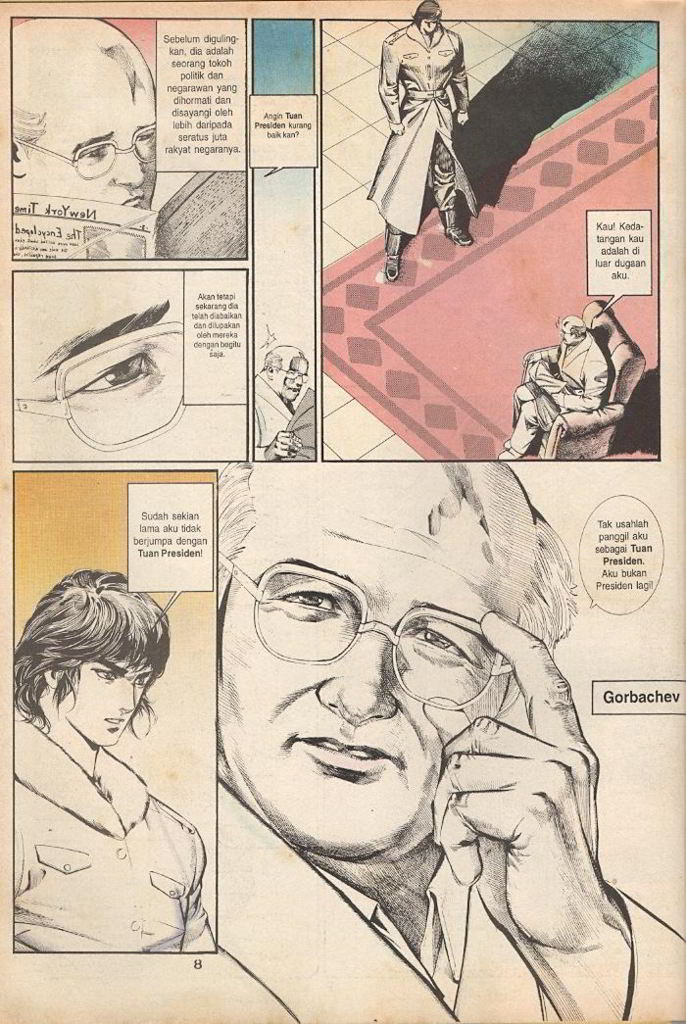 Sebelum diguling-
kan, dia adalah
seorang tokoh
politik dan
negarawan yang
dihormati dan
disayangi oleh
lebih daripada
seratus juta
rakyat negaranya.
New York Time
The Encycloped
Akan tetapi
sekarang dia
telah diabaikan
dan dilupakan
oleh mereka
dengan begitu
saja.
Angin Tuan
Presiden kurang
baik kan?
Kau! Keda-
tangan kau
adalah di
luar dugaan
aku.
Sudah sekian
lama aku tidak
berjumpa dengan
Tuan Presiden!
Tak usahlah
panggil aku
sebagai Tuan
Presiden.
Aku bukan
Presiden lagi!
Gorbachev
8